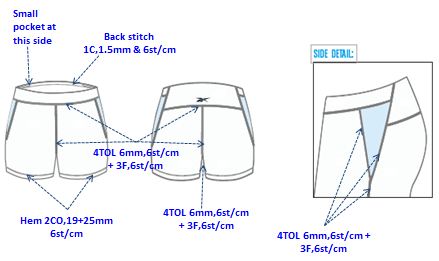 Small
pocket at
this side
Back stitch
1C,1.5mm & 6st/cm
SIDE DETAIL:
4TOL 6mm,6st/cm
+ 3F,6st/cm
Hem 2CO,19+25mm
6st/cm
4TOL 6mm,6st/cm
+ 3F,6st/cm
4TOL 6mm,6st/cm +
3F,6st/cm